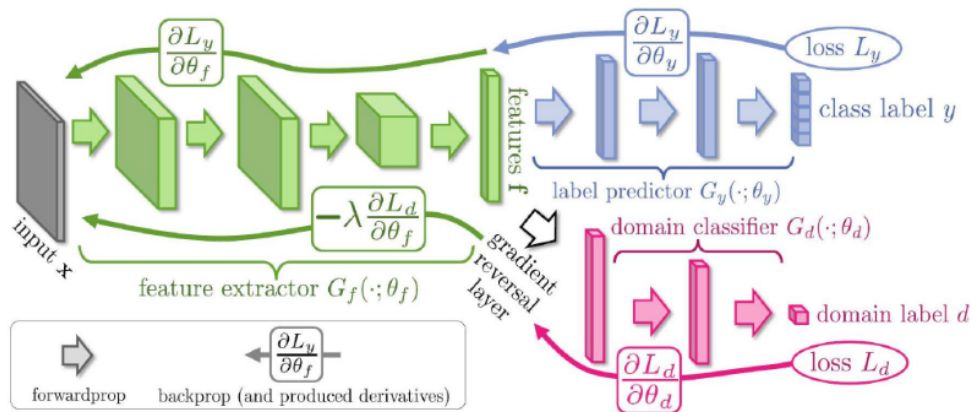 ∂L_y/∂θ_f
∂L_y/∂θ_y
loss L_y
features f
class label y
label predictor G_y(·; θ_y)
input x
−λ ∂L_d/∂θ_f
feature extractor G_f(·; θ_f)
gradient
reversal
layer
domain classifier G_d(·; θ_d)
domain label d
∂L_d/∂θ_d
loss L_d
∂L_y/∂θ_f
forwardprop
backprop (and produced derivatives)